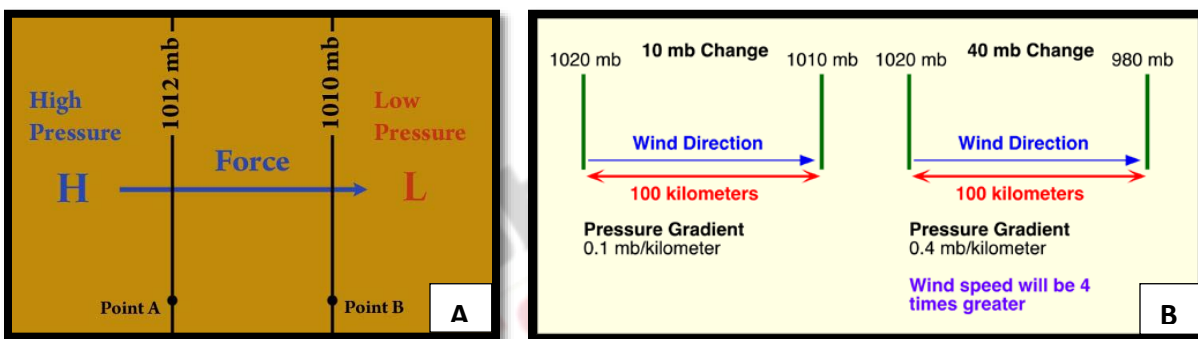 High
Pressure
H
1012 mb
Force
1010 mb
Low
Pressure
L
Point A
Point B
A
10 mb Change
1020 mb
1010 mb
Wind Direction
100 kilometers
Pressure Gradient
0.1 mb/kilometer
40 mb Change
1020 mb
980 mb
Wind Direction
100 kilometers
Pressure Gradient
0.4 mb/kilometer
Wind speed will be 4
times greater
B